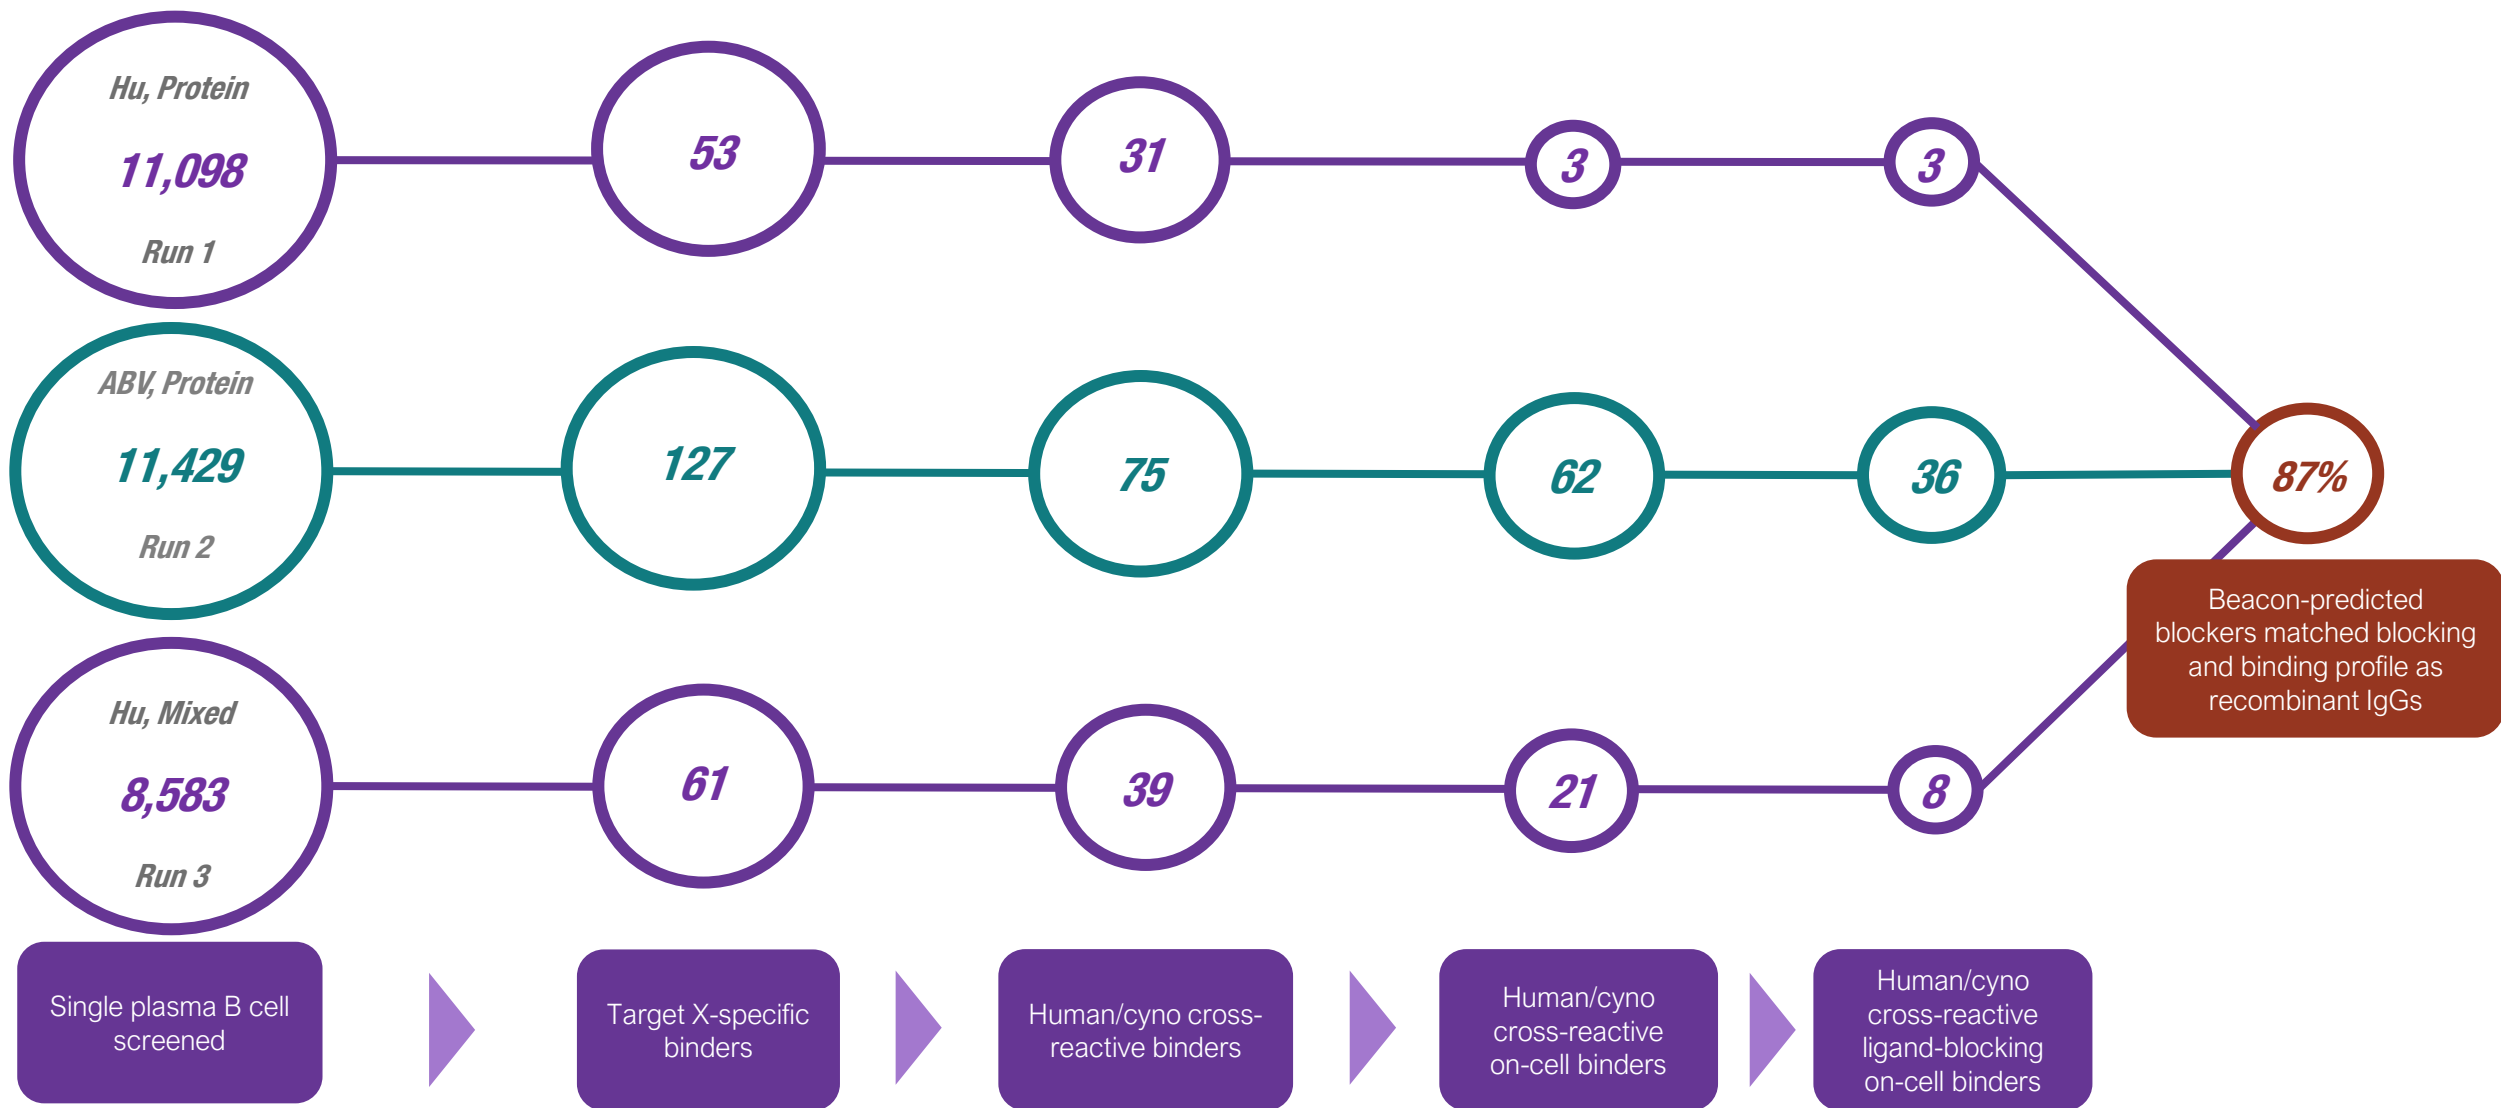 Hu, Protein
11,098
Run 1
53
31
3
3
ABV, Protein
11,429
Run 2
127
75
62
36
87%
Beacon-predicted
blockers matched blocking
and binding profile as
recombinant IgGs
Hu, Mixed
8,583
Run 3
61
39
21
8
Single plasma B cell
screened
Target X-specific
binders
Human/cyno cross-
reactive binders
Human/cyno
cross-reactive
on-cell binders
Human/cyno
cross-reactive
ligand-blocking
on-cell binders